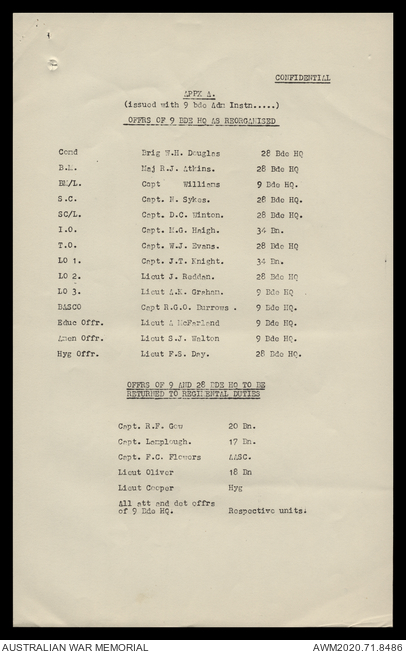 CONFIDENTIAL
APPX A.
(issued with 9 bde Adm Instn.....)
OFFRS OF 9 BDE HQ AS REORGANISED
Comd Brig W.H. Douglas 28 Bde HQ
B.M. Maj R.J. Atkins. 28 Bde HQ
BM/L. Capt Williams 9 Bde HQ.
S.C. Capt. N. Sykes. 28 Bde HQ.
SC/L. Capt. D.C. Winton. 28 Bde HQ.
I.O. Capt. M.G. Haigh. 34 Bn.
T.O. Capt. W.J. Evans. 28 Bde HQ
LO 1. Capt. J.T. Knight. 34 Bn.
LO 2. Lieut J. Roddan. 28 Bde HQ
LO 3. Lieut A.K. Graham. 9 Bde HQ
BASCO Capt R.G.O. Burrows . 9 Bde HQ.
Educ Offr. Lieut A McFarland 9 Bde HQ.
Amen Offr. Lieut S.J. Walton 9 Bde HQ.
Hyg Offr. Lieut F.S. Day. 28 Bde HQ.
OFFRS OF 9 AND 28 BDE HQ TO BE
RETURNED TO REGIMENTAL DUTIES
Capt. R.F. Gow 20 Bn.
Capt. Lamplough. 17 Bn.
Capt. F.C. Flowers AASC.
Lieut Oliver 18 Bn
Lieut Cooper Hyg
All att and det offrs
of 9 Bde HQ. Respective units.
AUSTRALIAN WAR MEMORIAL AWM2020.71.8486